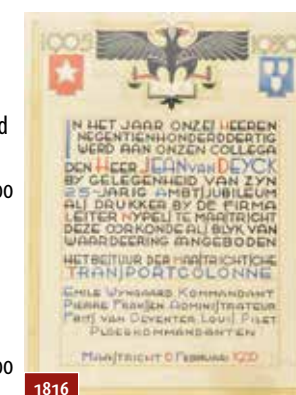 1905 1930
IN HET JAAR ONZES HEEREN
NEGENTIENHONDERDDERTIG
WERD AAN ONZEN COLLEGA
DEN HEER JEAN VAN DEYCK
BY GELEGENHEID VAN ZYN
25-JARIG AMBTSJUBILEUM
ALS DRUKKER BY DE FIRMA
LEITER NYPELS TE MAASTRICHT
DEZE OORKONDE ALS BLYK VAN
WAARDEERING AANGEBODEN
HET BESTUUR DER MAASTRICHTSCHE
TRANSPORTCOLONNE
EMILE WYNGAARD KOMMANDANT
PIERRE FRANSEN ADMINISTRATEUR
FRITS VAN DEVENTER LOUIS PILET
PLOEGKOMMANDANTEN
MAASTRICHT 6 FEBRUARI 1930
1816